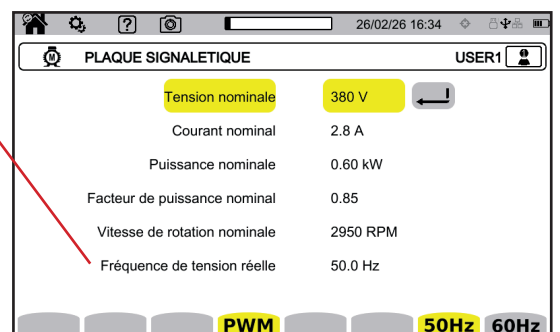 26/02/26 16:34
M PLAQUE SIGNALETIQUE USER1
Tension nominale 380 V
Courant nominal 2.8 A
Puissance nominale 0.60 kW
Facteur de puissance nominal 0.85
Vitesse de rotation nominale 2950 RPM
Fréquence de tension réelle 50.0 Hz
PWM 50Hz 60Hz